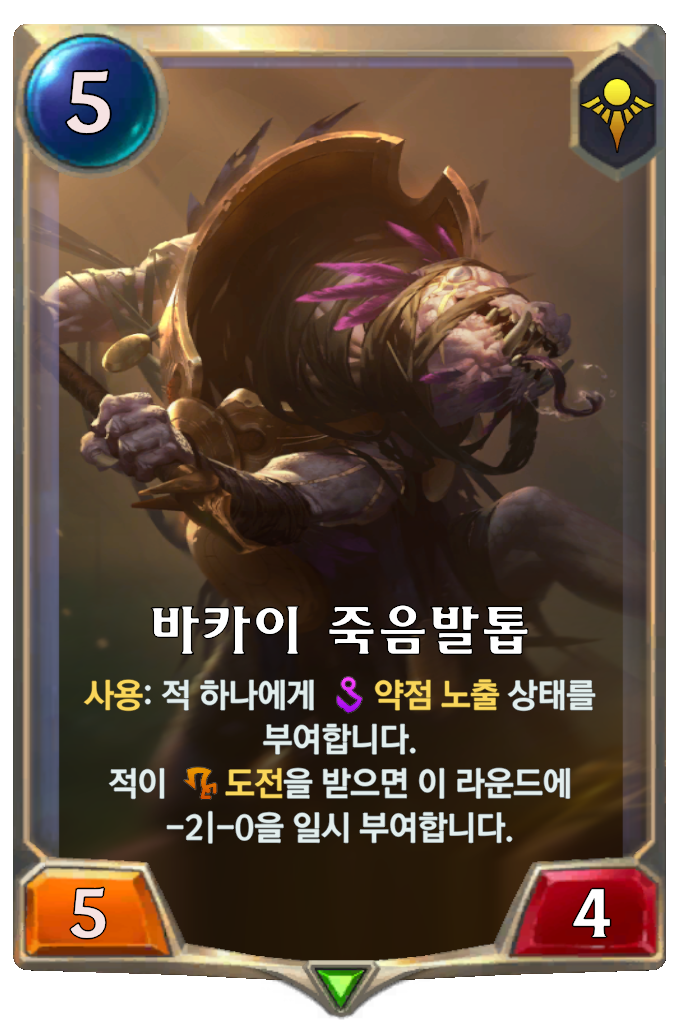 5
바카이 죽음발톱
사용: 적 하나에게 약점 노출 상태를
부여합니다.
적이 도전을 받으면 이 라운드에
-2|-0을 일시 부여합니다.
5
4